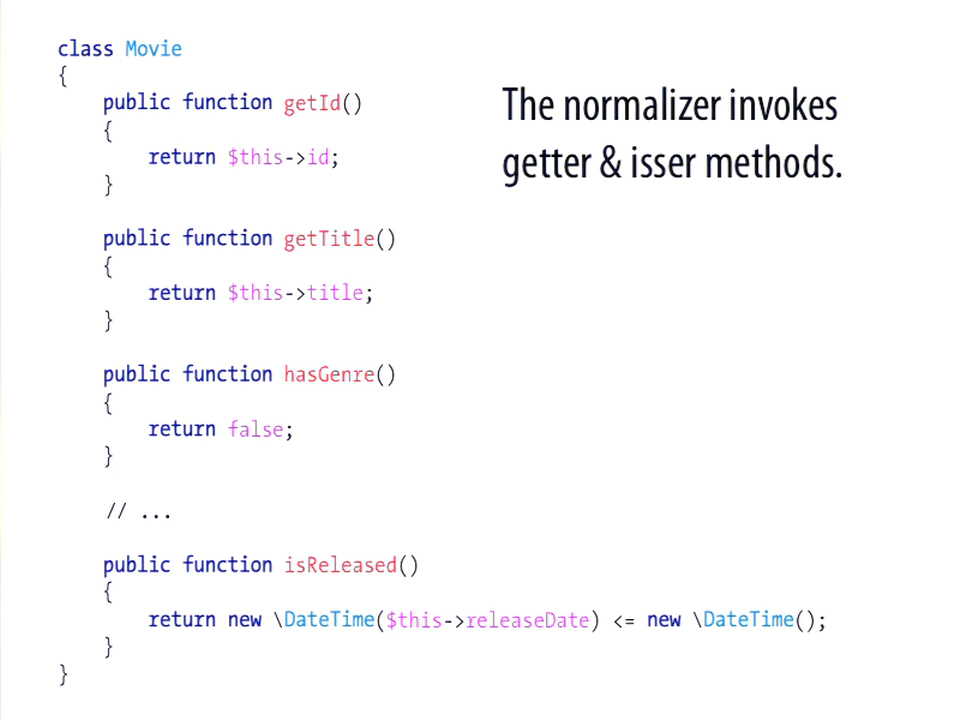 class Movie
{
    public function getId()
    {
        return $this->id;
    }

    public function getTitle()
    {
        return $this->title;
    }

    public function hasGenre()
    {
        return false;
    }

    // ...

    public function isReleased()
    {
        return new \DateTime($this->releaseDate) <= new \DateTime();
    }
}
The normalizer invokes
getter & isser methods.